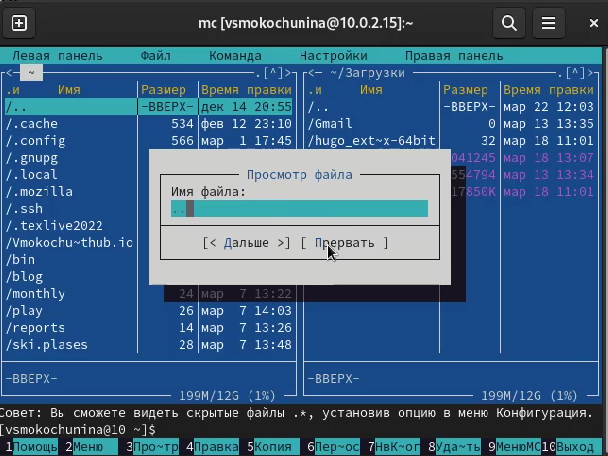 mc [vsmokochunina@10.0.2.15]:~
Левая панель Файл Команда Настройки Правая панель
<— ~ .[^]> <— ~/Загрузки .[^]>
.и Имя Размер Время правки .и Имя Размер Время правки
/.. -ВВЕРХ- дек 14 20:55 /.. -ВВЕРХ- мар 22 12:03
/.cache 534 фев 12 23:10 /Gmail 0 мар 13 13:35
/.config 566 мар 1 17:45 /hugo_ext~x-64bit 32 мар 18 11:01
/.gnupg 041245 мар 18 13:07
/.local 554794 мар 13 13:34
/.mozilla 17850K мар 18 11:01
/.ssh
/.texlive2022
/Vmokochu~thub.io
/bin
/blog
/monthly 24 мар 7 13:22
/play 26 мар 7 14:03
/reports 14 мар 7 13:26
/ski.plases 28 мар 7 13:48
Просмотр файла
Имя файла:
..
[< Дальше >] [ Прервать ]
-ВВЕРХ- -ВВЕРХ-
199M/12G (1%) 199M/12G (1%)
Совет: Вы сможете видеть скрытые файлы .*, установив опцию в меню Конфигурация.
[vsmokochunina@10 ~]$
1Помощь 2Меню 3Про~тр 4Правка 5Копия 6Пер~ос 7НвК~ог 8Уда~ть 9МенюMC 10Выход